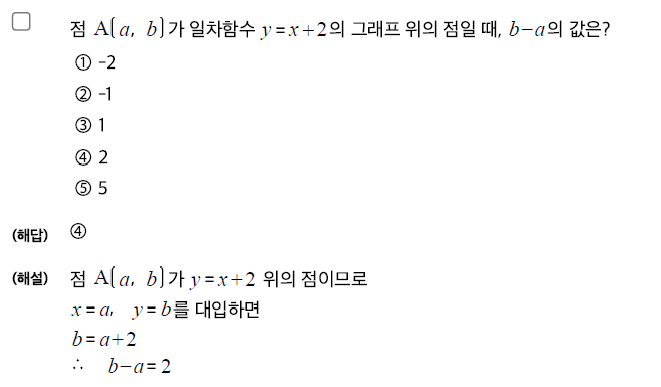 점 A(a, b)가 일차함수 y=x+2의 그래프 위의 점일 때, b-a의 값은?
① -2
② -1
③ 1
④ 2
⑤ 5
(해답) ④
(해설) 점 A(a, b)가 y=x+2 위의 점이므로
x=a, y=b를 대입하면
b=a+2
∴ b-a=2